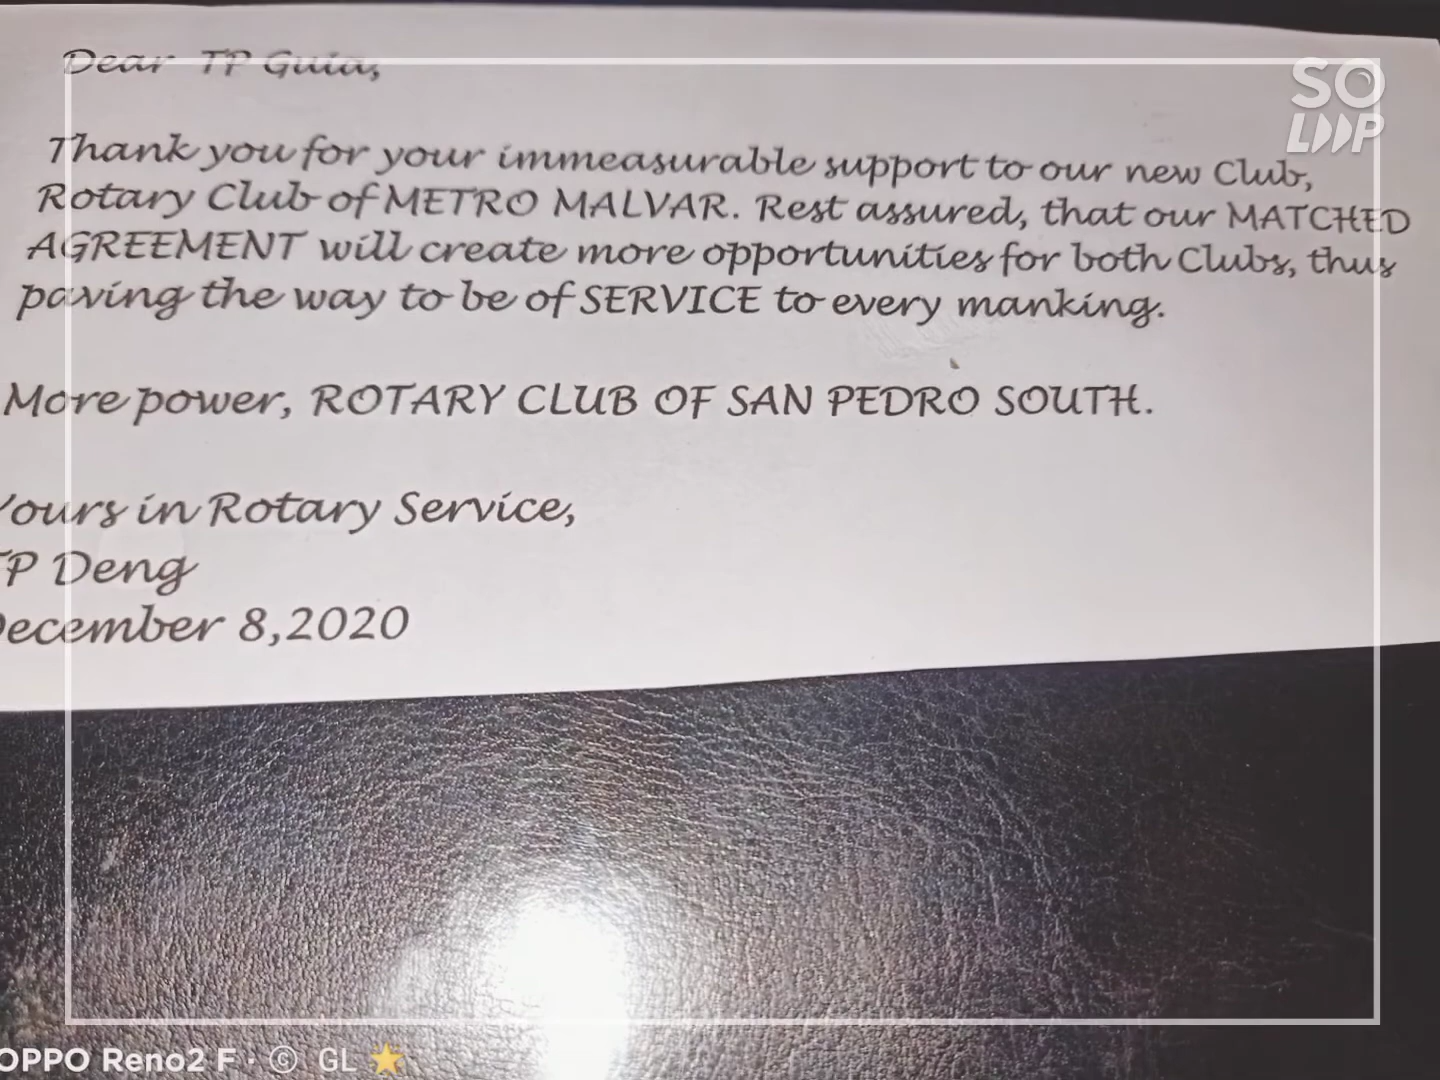 Dear TP Guia,
Thank you for your immeasurable support to our new Club,
Rotary Club of METRO MALVAR. Rest assured, that our MATCHED
AGREEMENT will create more opportunities for both Clubs, thus
paving the way to be of SERVICE to every manking.
More power, ROTARY CLUB OF SAN PEDRO SOUTH.
Yours in Rotary Service,
TP Deng
December 8,2020
SO
LOOP
OPPO Reno2 F · © GL ⭐